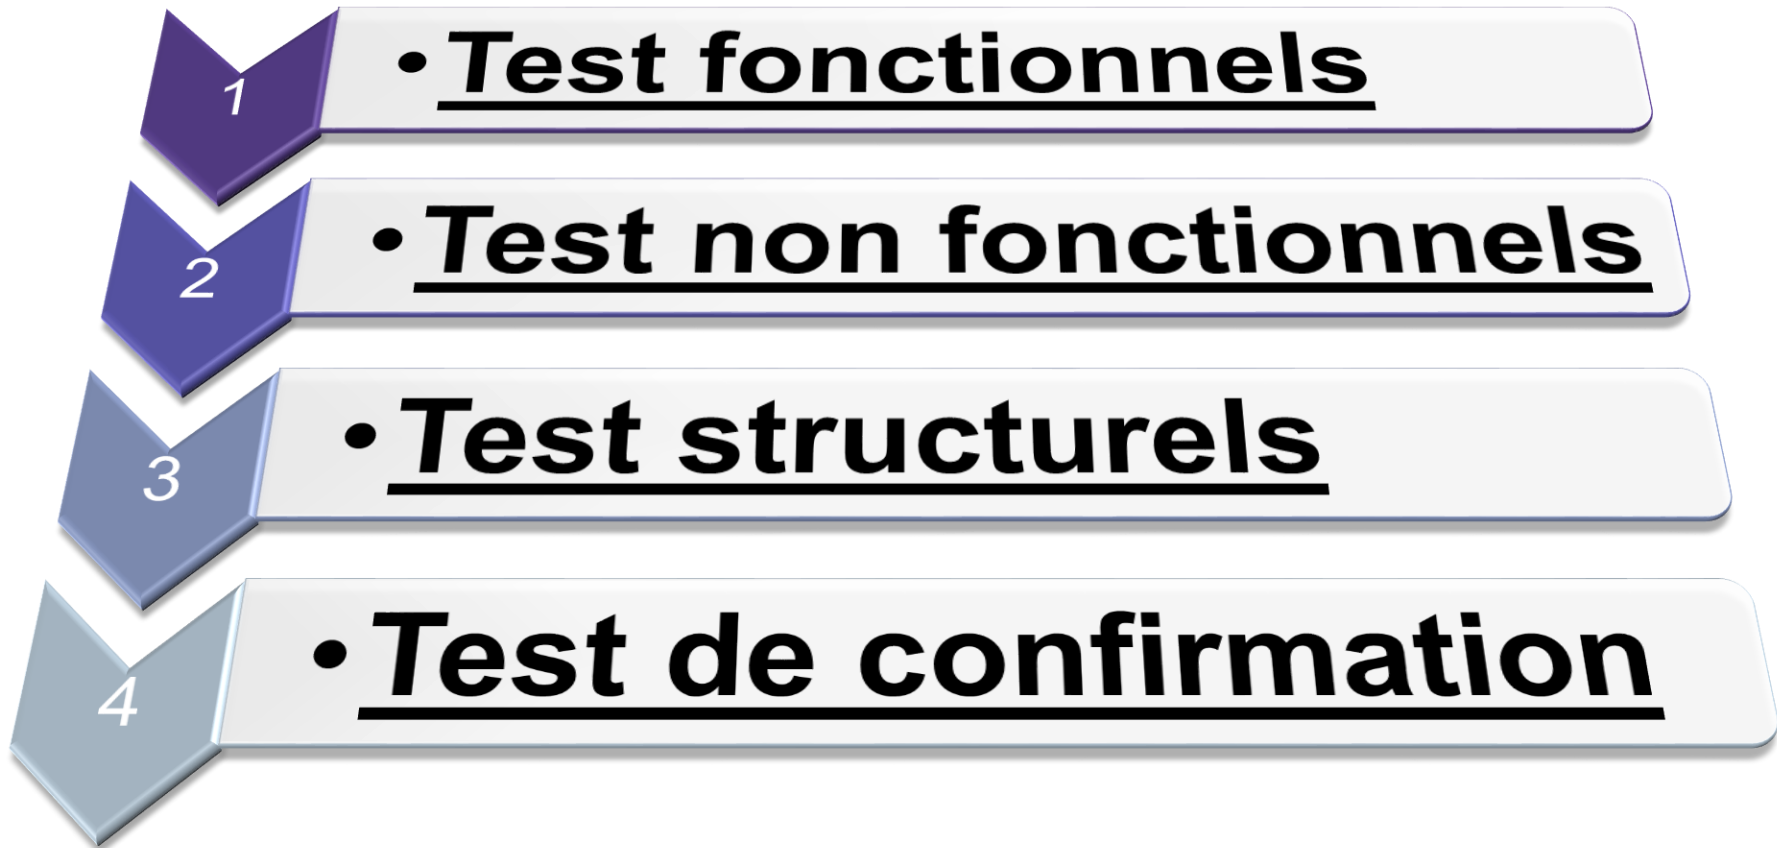 1
• Test fonctionnels
2
• Test non fonctionnels
3
• Test structurels
4
• Test de confirmation